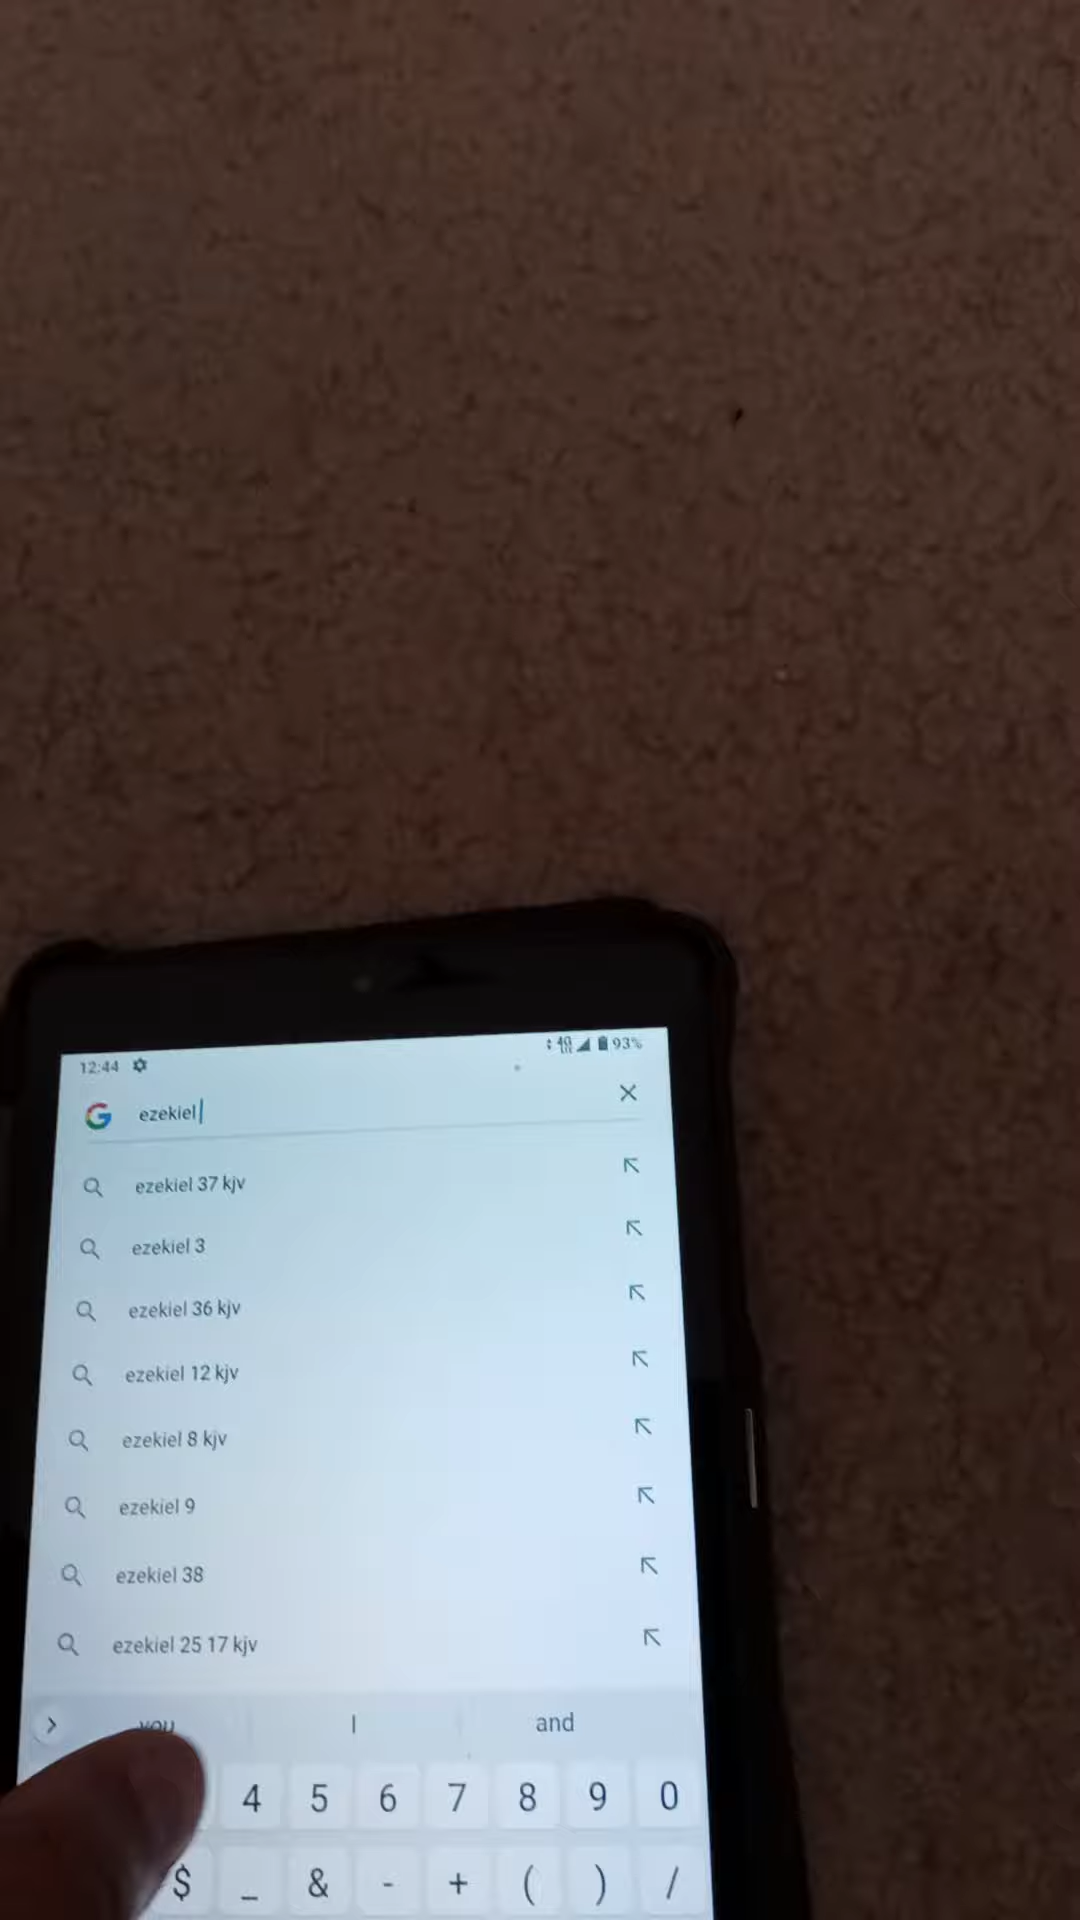 12:44 93%
ezekiel
ezekiel 37 kjv
ezekiel 3
ezekiel 36 kjv
ezekiel 12 kjv
ezekiel 8 kjv
ezekiel 9
ezekiel 38
ezekiel 25 17 kjv
you I and
4 5 6 7 8 9 0
$ _ & - + ( ) /